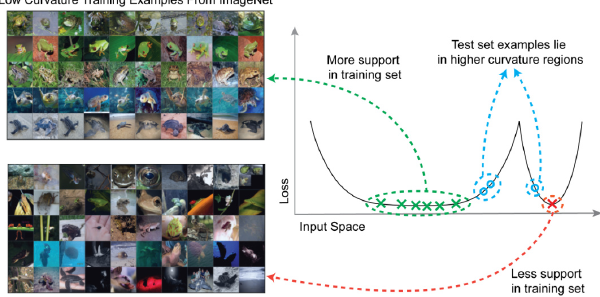 Low Curvature Training Examples From ImageNet
More support
in training set
Test set examples lie
in higher curvature regions
Loss
Input Space
Less support
in training set